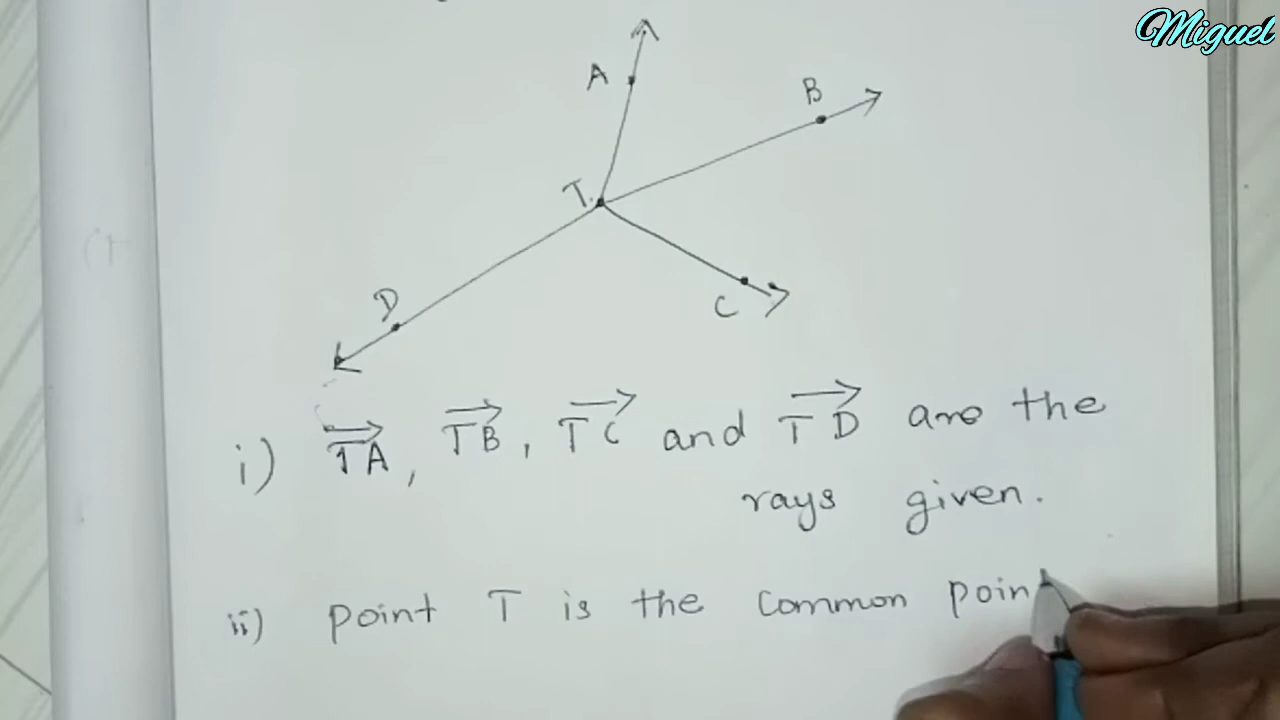 Miguel
A
B
T
D
C
i) TA, TB, TC and TD are the
rays given.
ii) Point T is the common poin